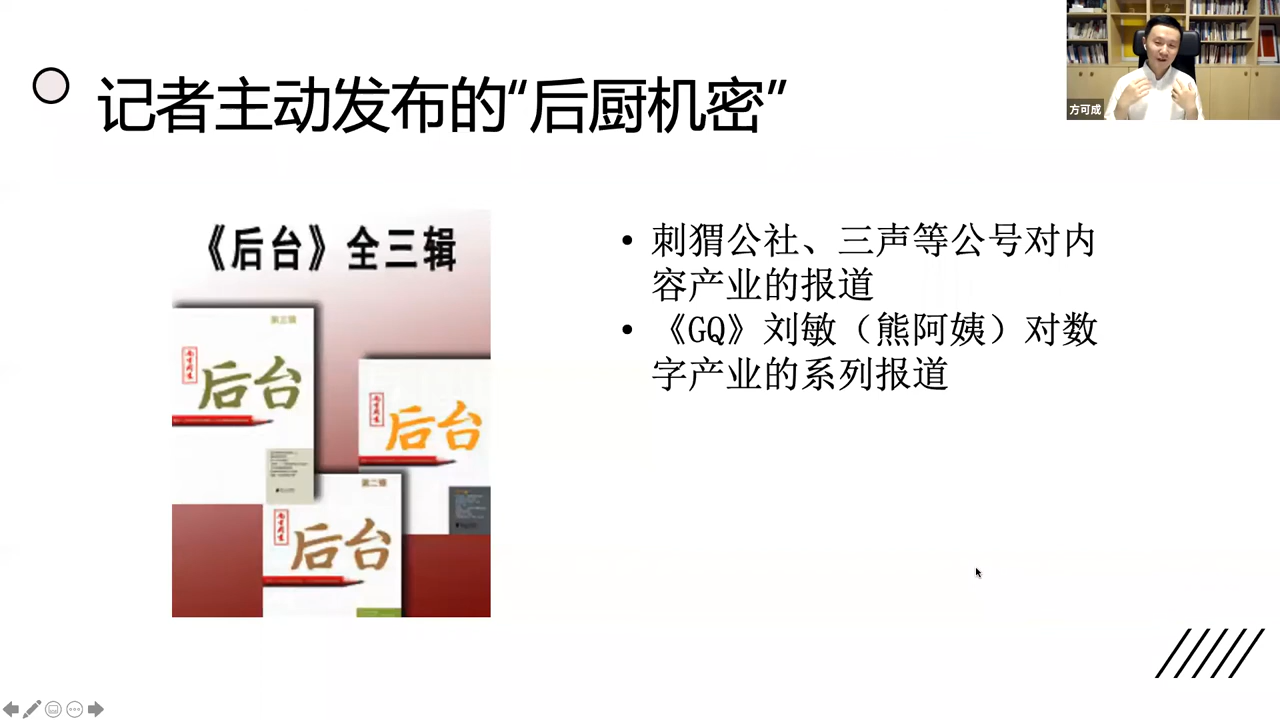 记者主动发布的“后厨机密”
方可成
《后台》全三辑
第三辑
后台
后台
第二辑
后台
• 刺猬公社、三声等公号对内
容产业的报道
• 《GQ》刘敏（熊阿姨）对数
字产业的系列报道